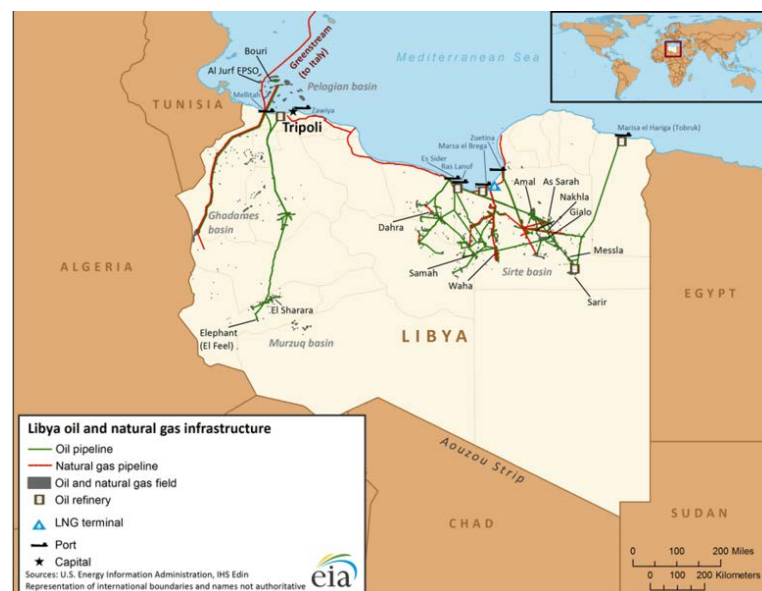 Bouri
Greenstream
(to Italy)
Mediterranean Sea
Al Jurf FPSO
Pelagian basin
TUNISIA
Mellitah
Zawiya
Tripoli
Marisa el Hariga (Tobruk)
Zuetina
Marsa el Brega
Es Sider
Ras Lanuf
Amal
As Sarah
Nakhla
Gialo
Dahra
Ghadames
basin
ALGERIA
Messla
Samah
Waha
Sirte basin
Sarir
EGYPT
El Sharara
Elephant
(El Feel)
Murzuq basin
LIBYA
Libya oil and natural gas infrastructure
Oil pipeline
Natural gas pipeline
Oil and natural gas field
Oil refinery
LNG terminal
Port
Capital
Sources: U.S. Energy Information Administration, IHS Edin
Representation of international boundaries and names not authoritative
eia
Aouzou Strip
CHAD
SUDAN
0 100 200 Miles
0 100 200 Kilometers